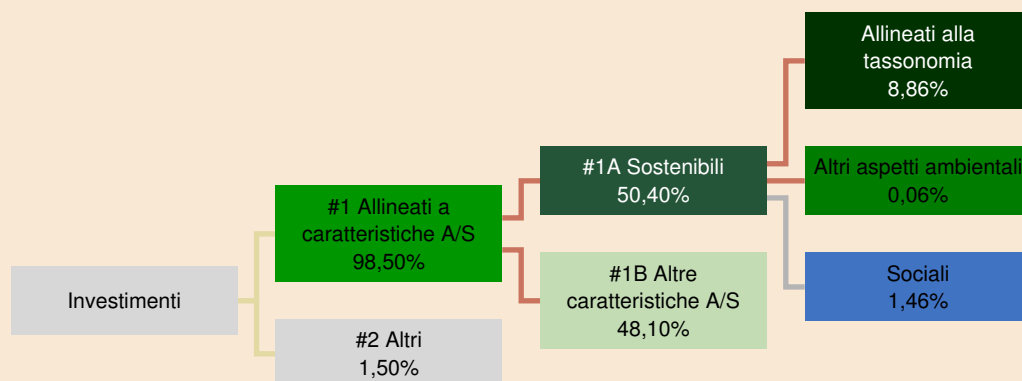 Investimenti
#1 Allineati a
caratteristiche A/S
98,50%
#2 Altri
1,50%
#1A Sostenibili
50,40%
#1B Altre
caratteristiche A/S
48,10%
Allineati alla
tassonomia
8,86%
Altri aspetti ambientali
0,06%
Sociali
1,46%